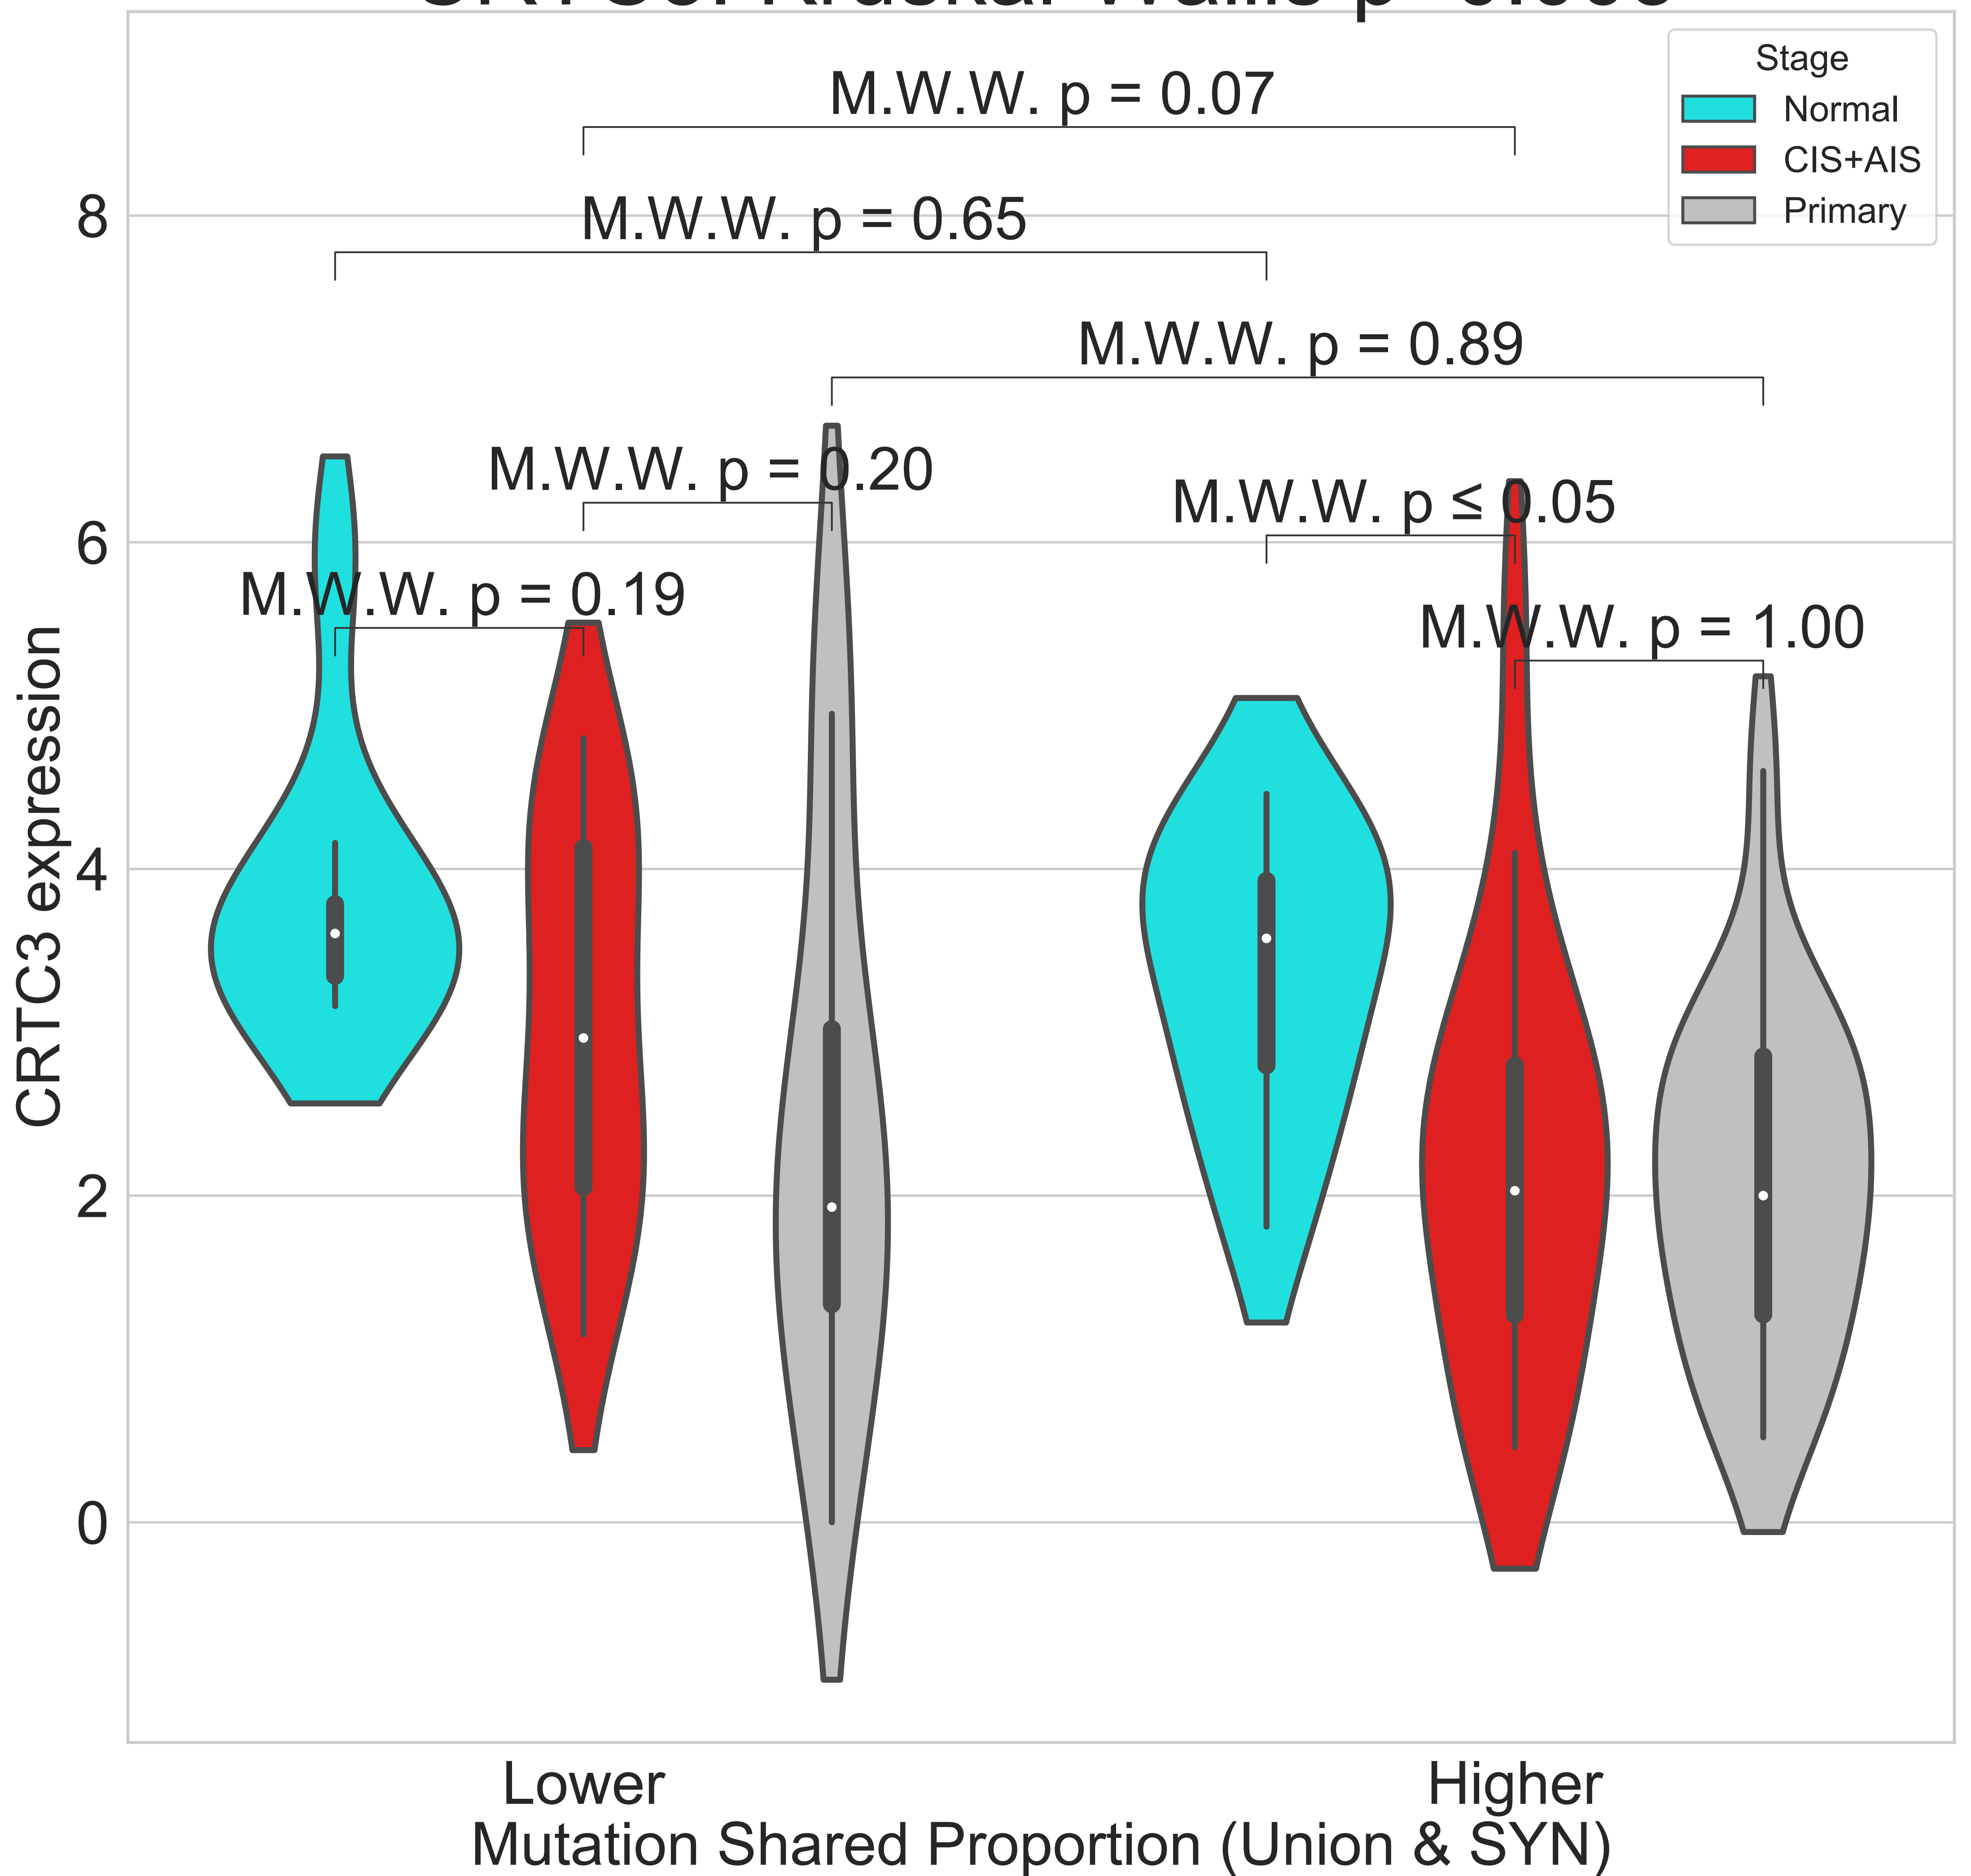 Stage
Normal
CIS+AIS
Primary
M.W.W. p = 0.07
8
M.W.W. p = 0.65
M.W.W. p = 0.89
M.W.W. p = 0.20
M.W.W. p ≤ 0.05
6
M.W.W. p = 0.19
M.W.W. p = 1.00
CRTC3 expression
4
2
0
Lower
Higher
Mutation Shared Proportion (Union & SYN)